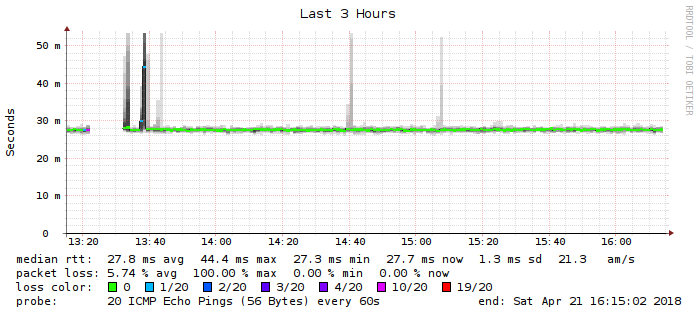 Last 3 Hours
RRDTOOL / TOBI OETIKER
Seconds
50 m
40 m
30 m
20 m
10 m
0
13:20 13:40 14:00 14:20 14:40 15:00 15:20 15:40 16:00
median rtt: 27.8 ms avg 44.4 ms max 27.3 ms min 27.7 ms now 1.3 ms sd 21.3 am/s
packet loss: 5.74 % avg 100.00 % max 0.00 % min 0.00 % now
loss color: 0 1/20 2/20 3/20 4/20 10/20 19/20
probe: 20 ICMP Echo Pings (56 Bytes) every 60s end: Sat Apr 21 16:15:02 2018